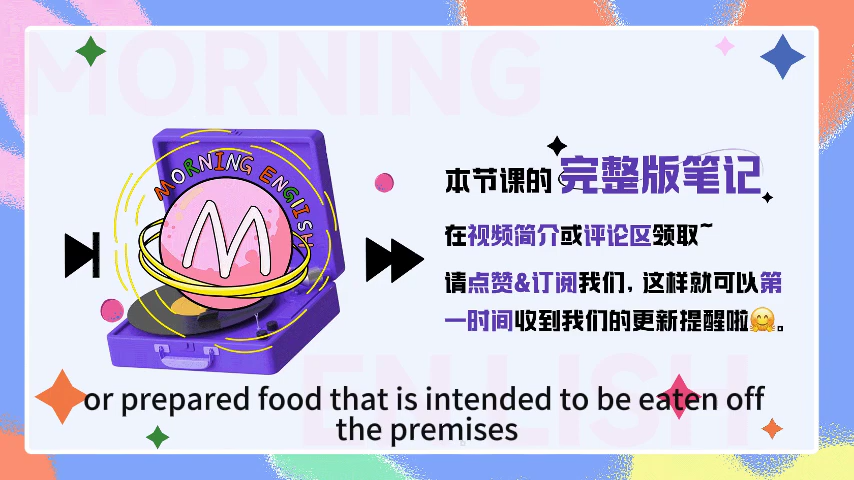 MORNING
MORNING ENGLISH
M
本节课的 完整版笔记
在视频简介或评论区领取~
请点赞&订阅我们，这样就可以第
一时间收到我们的更新提醒啦🤗。
ENGLISH
or prepared food that is intended to be eaten off
the premises